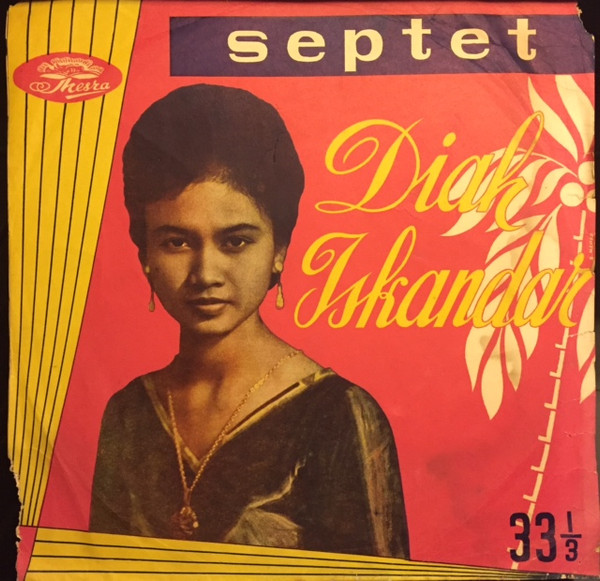 septet
Mesra
Diah
Iskandar
33 1/3